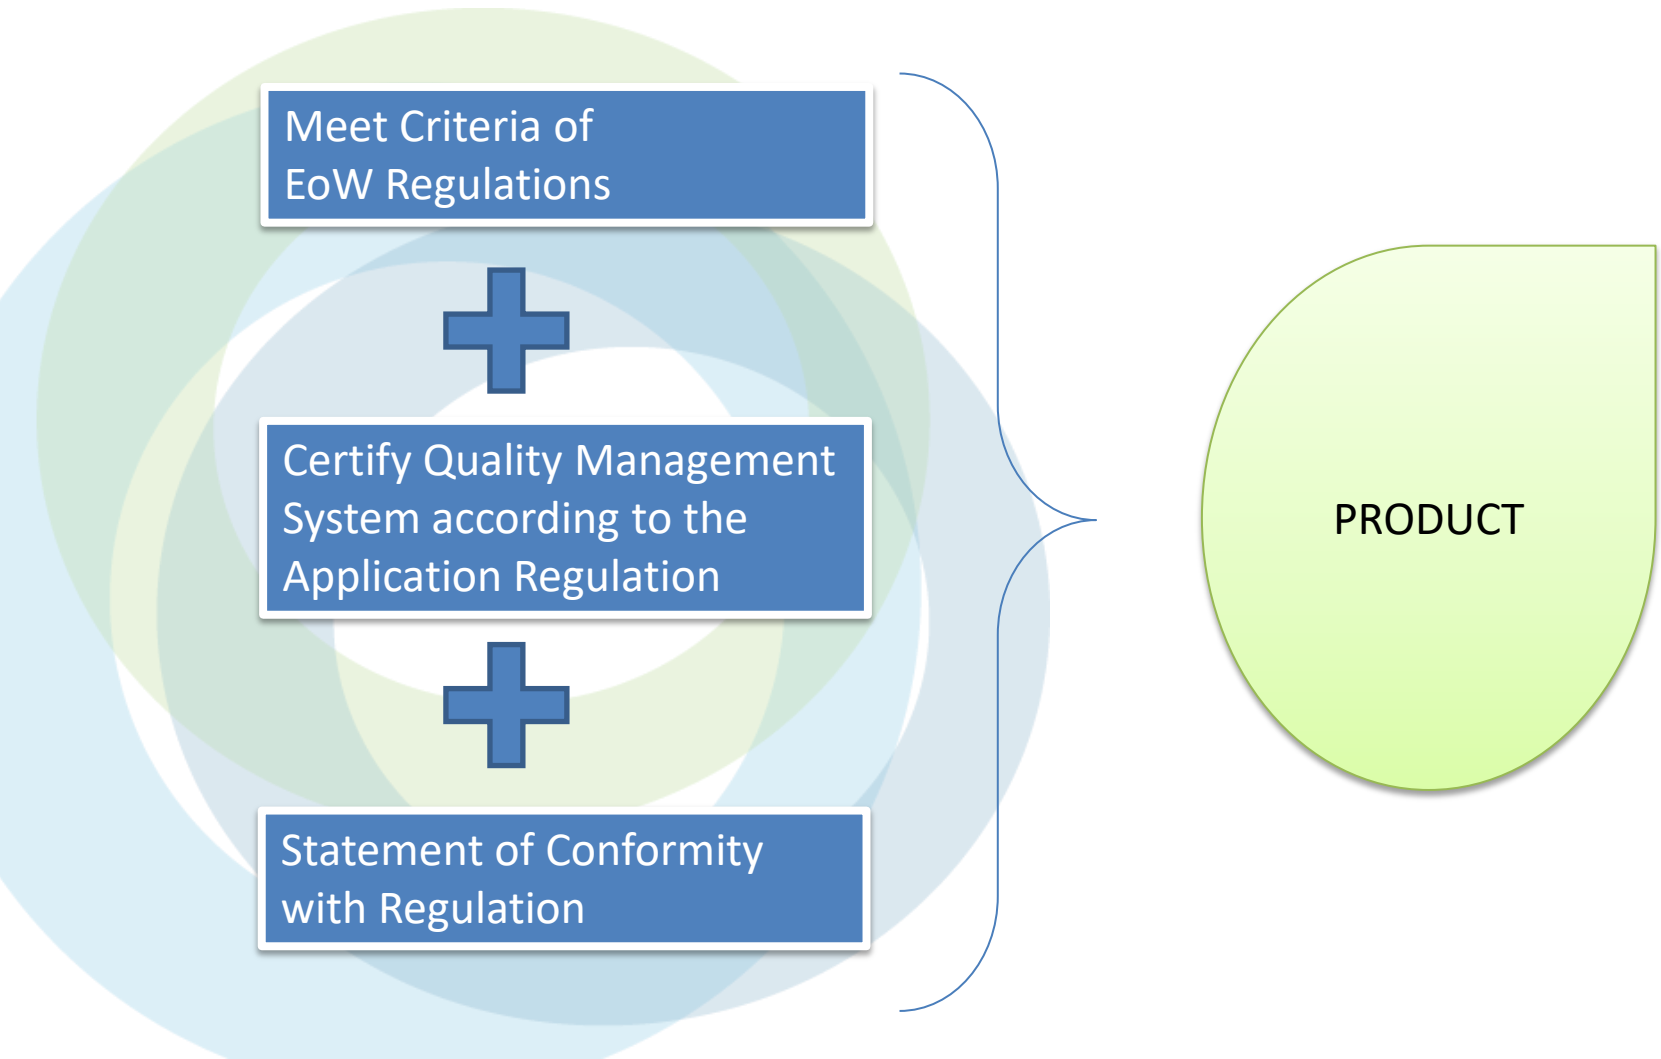 Meet Criteria of
EoW Regulations
Certify Quality Management
System according to the
Application Regulation
Statement of Conformity
with Regulation
PRODUCT